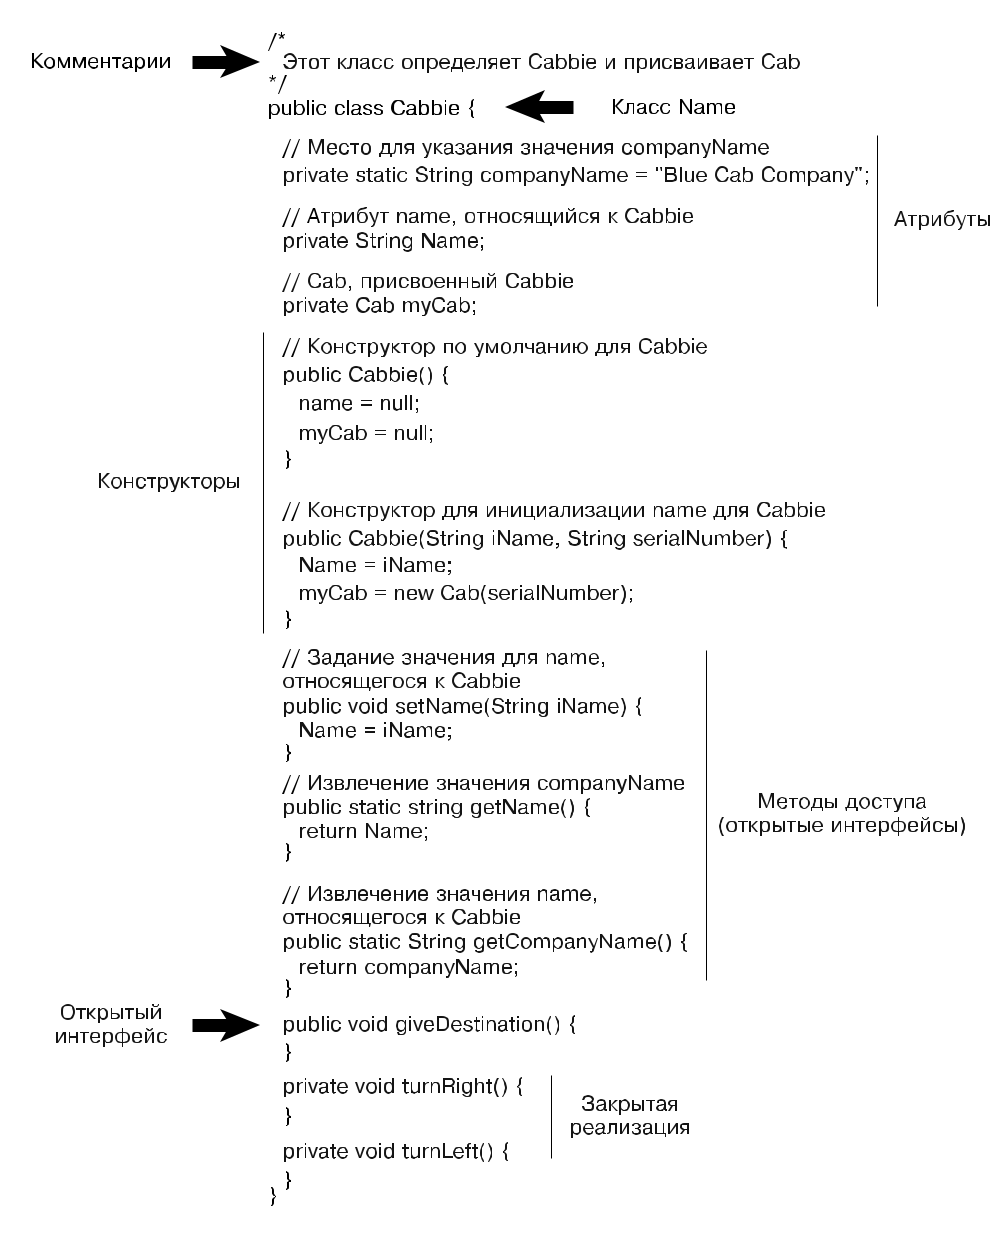 /*
Комментарии
Этот класс определяет Cabbie и присваивает Cab
*/
public class Cabbie {
Класс Name
// Место для указания значения companyName
private static String companyName = "Blue Cab Company";
// Атрибут name, относящийся к Cabbie
private String Name;
Атрибуты
// Cab, присвоенный Cabbie
private Cab myCab;
// Конструктор по умолчанию для Cabbie
public Cabbie() {
name = null;
myCab = null;
}
Конструкторы
// Конструктор для инициализации name для Cabbie
public Cabbie(String iName, String serialNumber) {
Name = iName;
myCab = new Cab(serialNumber);
}
// Задание значения для name,
относящегося к Cabbie
public void setName(String iName) {
Name = iName;
}
// Извлечение значения companyName
public static string getName() {
return Name;
}
Методы доступа
(открытые интерфейсы)
// Извлечение значения name,
относящегося к Cabbie
public static String getCompanyName() {
return companyName;
}
Открытый
интерфейс
public void giveDestination() {
}
private void turnRight() {
}
Закрытая
реализация
private void turnLeft() {
}
}